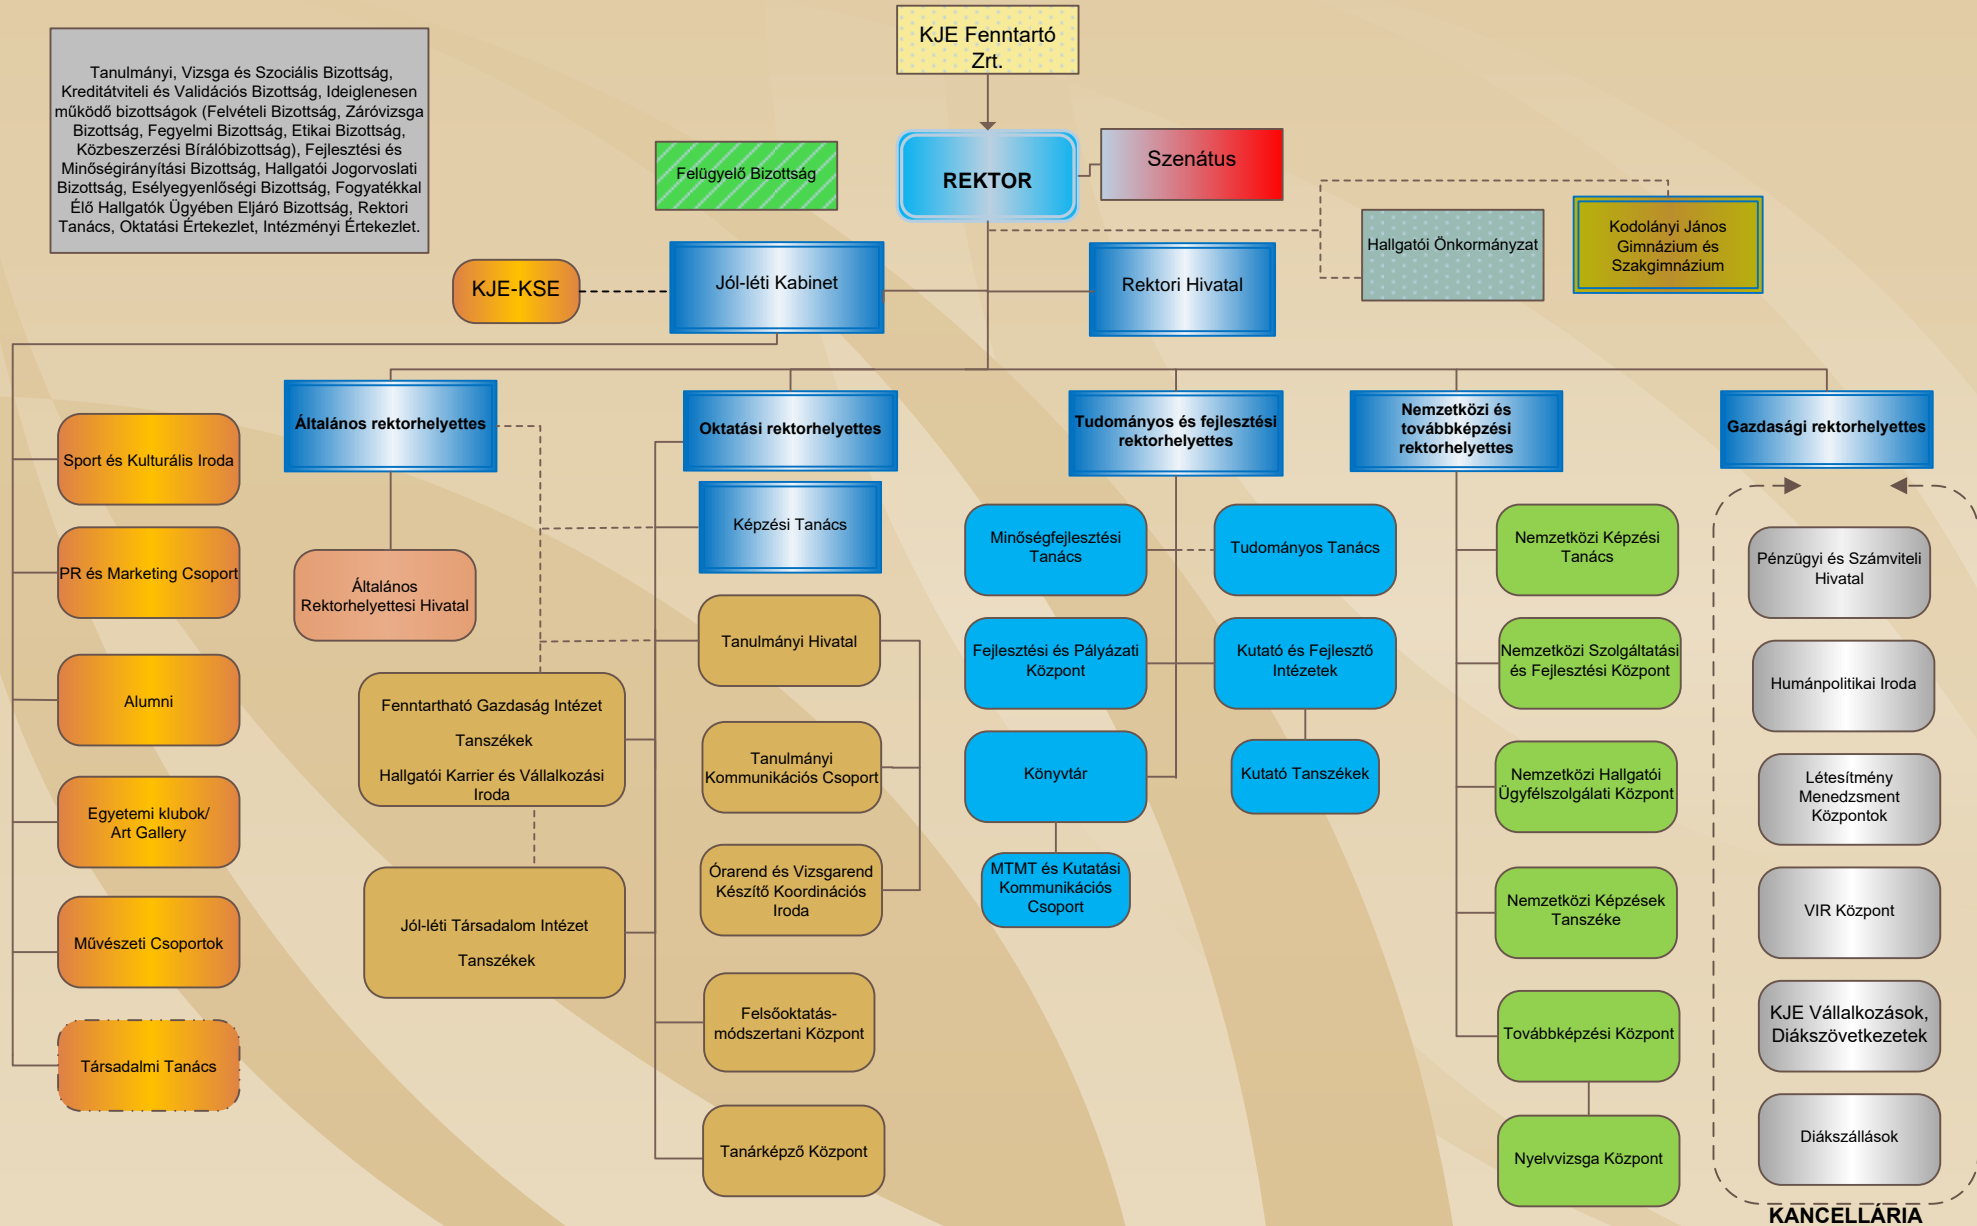 KJE Fenntartó
Zrt.
Tanulmányi, Vizsga és Szociális Bizottság,
Kreditátviteli és Validációs Bizottság, Ideiglenesen
működő bizottságok (Felvételi Bizottság, Záróvizsga
Bizottság, Fegyelmi Bizottság, Etikai Bizottság,
Közbeszerzési Bírálóbizottság), Fejlesztési és
Minőségirányítási Bizottság, Hallgatói Jogorvoslati
Bizottság, Esélyegyenlőségi Bizottság, Fogyatékkal
Élő Hallgatók Ügyében Eljáró Bizottság, Rektori
Tanács, Oktatási Értekezlet, Intézményi Értekezlet.
Felügyelő Bizottság
REKTOR
Szenátus
Hallgatói Önkormányzat
Kodolányi János
Gimnázium és
Szakgimnázium
KJE-KSE
Jól-léti Kabinet
Rektori Hivatal
Általános rektorhelyettes
Oktatási rektorhelyettes
Tudományos és fejlesztési
rektorhelyettes
Nemzetközi és
továbbképzési
rektorhelyettes
Gazdasági rektorhelyettes
Sport és Kulturális Iroda
PR és Marketing Csoport
Alumni
Egyetemi klubok/
Art Gallery
Művészeti Csoportok
Társadalmi Tanács
Általános
Rektorhelyettesi Hivatal
Fenntartható Gazdaság Intézet
Tanszékek
Hallgatói Karrier és Vállalkozási
Iroda
Jól-léti Társadalom Intézet
Tanszékek
Képzési Tanács
Tanulmányi Hivatal
Tanulmányi
Kommunikációs Csoport
Órarend és Vizsgarend
Készítő Koordinációs
Iroda
Felsőoktatás-
módszertani Központ
Tanárképző Központ
Minőségfejlesztési
Tanács
Tudományos Tanács
Fejlesztési és Pályázati
Központ
Kutató és Fejlesztő
Intézetek
Könyvtár
Kutató Tanszékek
MTMT és Kutatási
Kommunikációs
Csoport
Nemzetközi Képzési
Tanács
Nemzetközi Szolgáltatási
és Fejlesztési Központ
Nemzetközi Hallgatói
Ügyfélszolgálati Központ
Nemzetközi Képzések
Tanszéke
Továbbképzési Központ
Nyelvvizsga Központ
Pénzügyi és Számviteli
Hivatal
Humánpolitikai Iroda
Létesítmény
Menedzsment
Központok
VIR Központ
KJE Vállalkozások,
Diákszövetkezetek
Diákszállások
KANCELLÁRIA